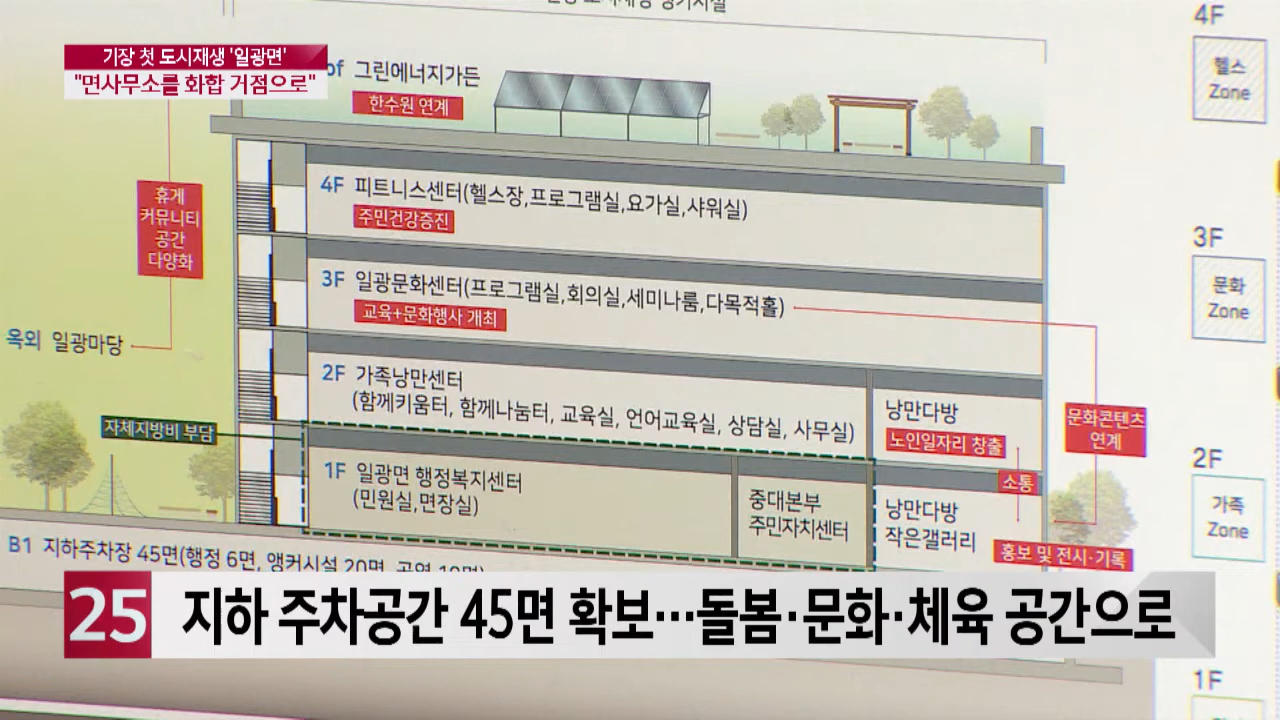 기장 첫 도시재생 '일광면'
"면사무소를 화합 거점으로"
4F
헬스
Zone
of 그린에너지가든
한수원 연계
4F 피트니스센터(헬스장,프로그램실,요가실,샤워실)
주민건강증진
휴게
커뮤니티
공간
다양화
3F
문화
Zone
3F 일광문화센터(프로그램실,회의실,세미나룸,다목적홀)
교육+문화행사 개최
옥외 일광마당
2F 가족낭만센터
(함께키움터, 함께나눔터, 교육실, 언어교육실, 상담실, 사무실)
낭만다방
노인일자리 창출
문화콘텐츠
연계
자체지방비 부담
소통
2F
가족
Zone
1F 일광면 행정복지센터
(민원실,면장실)
중대본부
주민자치센터
낭만다방
작은갤러리
홍보 및 전시·기록
B1 지하주차장 45면(행정 6면, 앵커시설 20면, 공영 19면)
25 지하 주차공간 45면 확보…돌봄·문화·체육 공간으로
1F